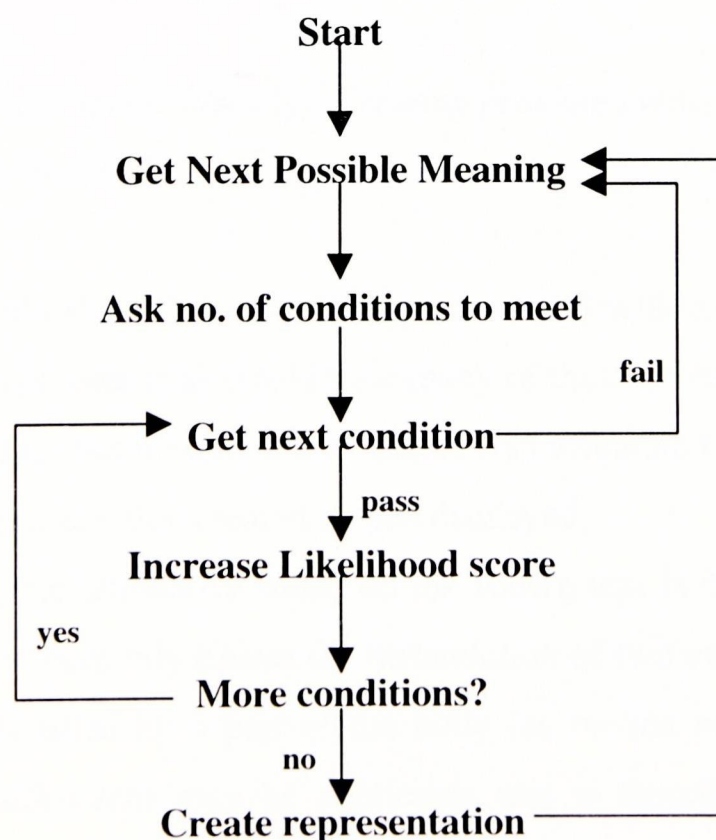 Start
Get Next Possible Meaning
Ask no. of conditions to meet
fail
Get next condition
pass
Increase Likelihood score
yes
More conditions?
no
Create representation